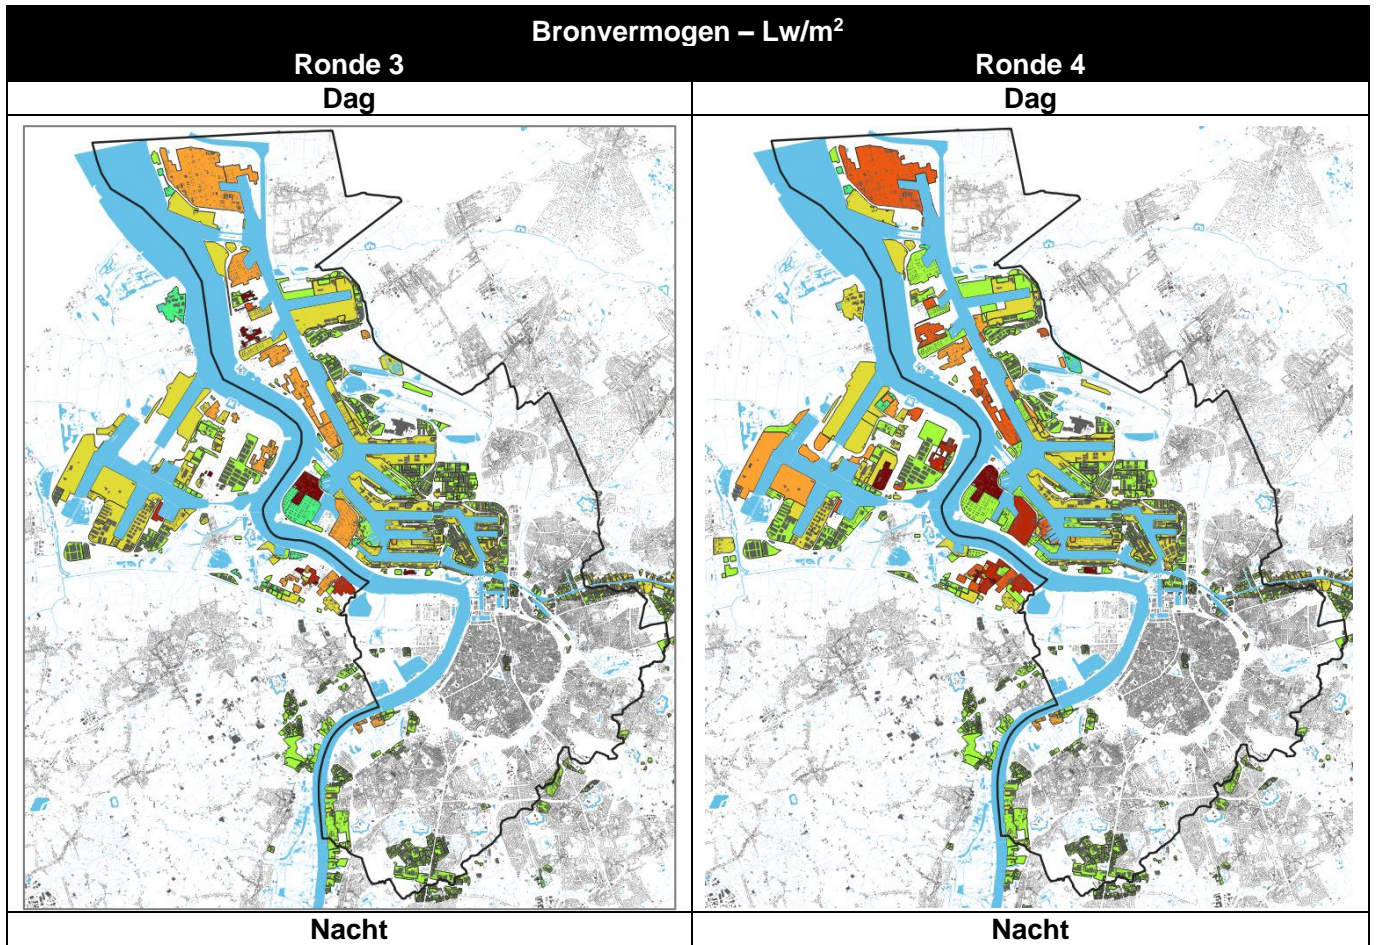 Bronvermogen – Lw/m²
Ronde 3 Ronde 4
Dag Dag
Nacht Nacht